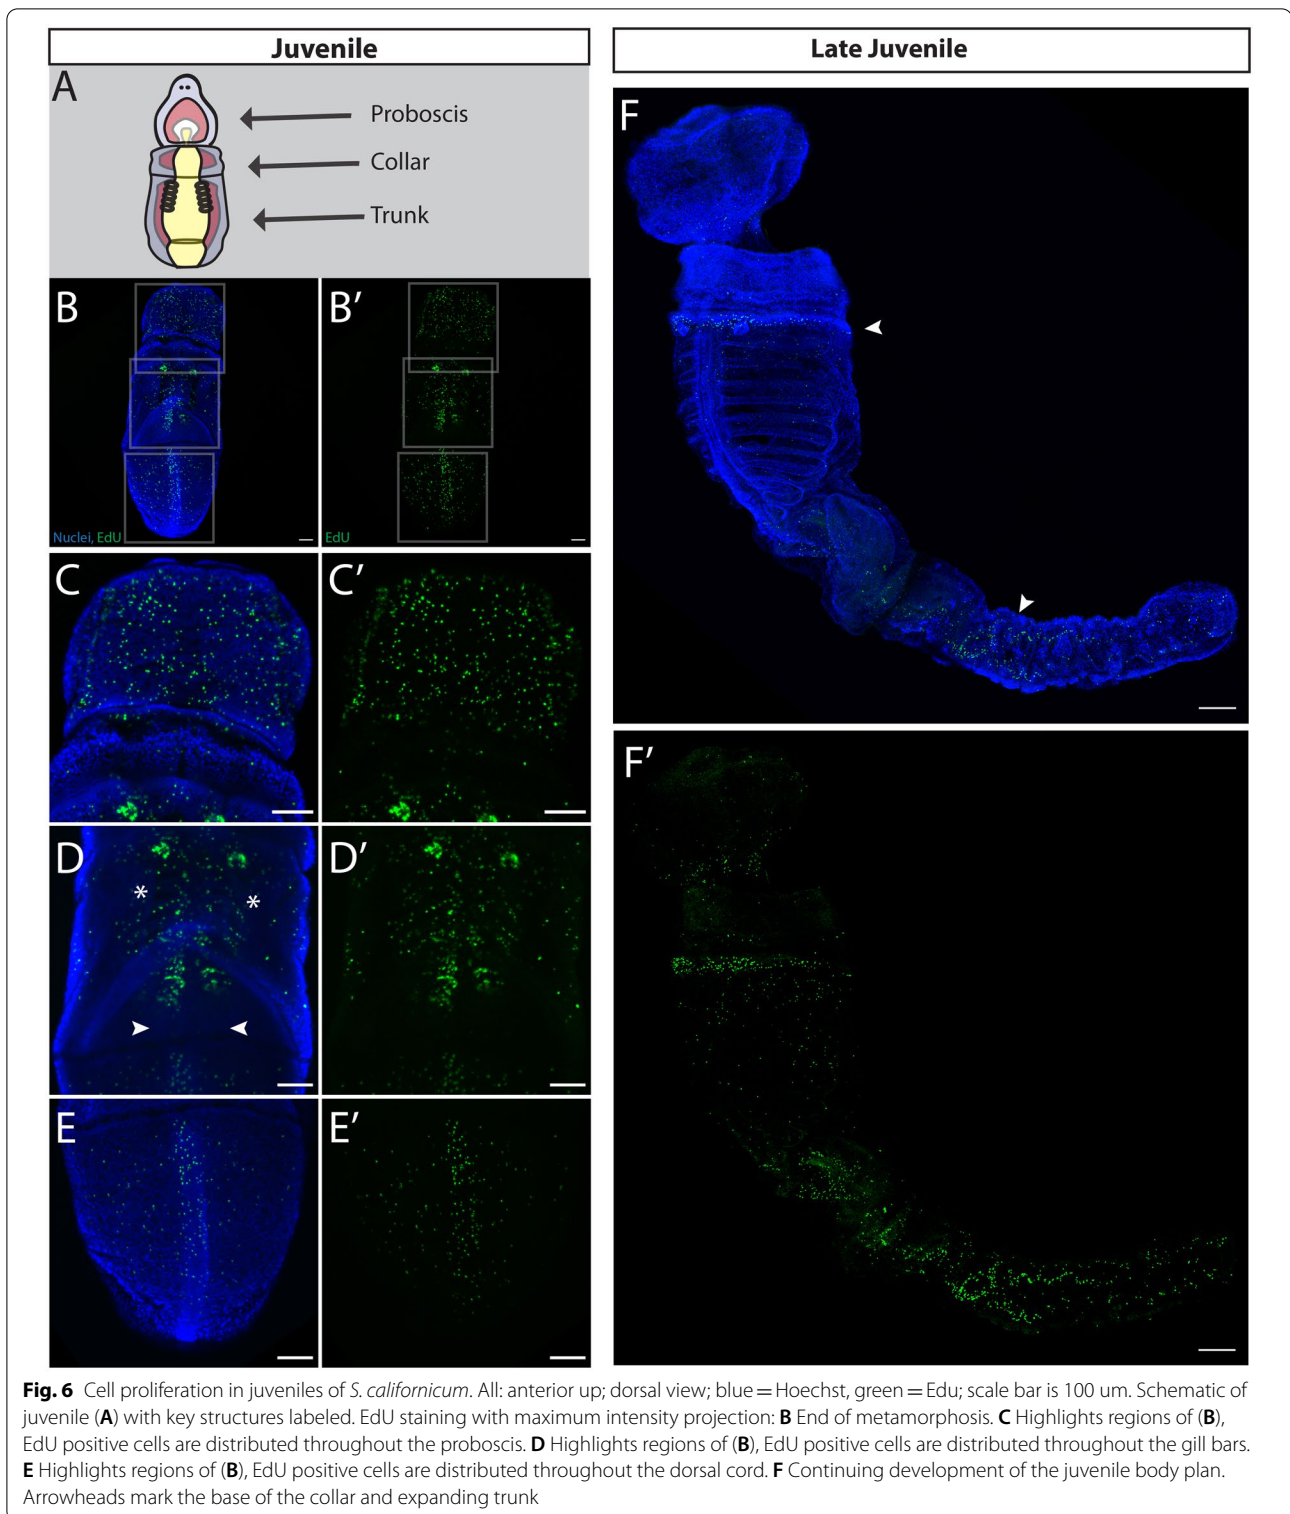 Juvenile
Late Juvenile
A
Proboscis
Collar
Trunk
B
Nuclei, EdU
B′
EdU
C
C′
D
*
*
D′
E
E′
F
F′
Fig. 6 Cell proliferation in juveniles of S. californicum. All: anterior up; dorsal view; blue = Hoechst, green = Edu; scale bar is 100 um. Schematic of
juvenile (A) with key structures labeled. EdU staining with maximum intensity projection: B End of metamorphosis. C Highlights regions of (B),
EdU positive cells are distributed throughout the proboscis. D Highlights regions of (B), EdU positive cells are distributed throughout the gill bars.
E Highlights regions of (B), EdU positive cells are distributed throughout the dorsal cord. F Continuing development of the juvenile body plan.
Arrowheads mark the base of the collar and expanding trunk